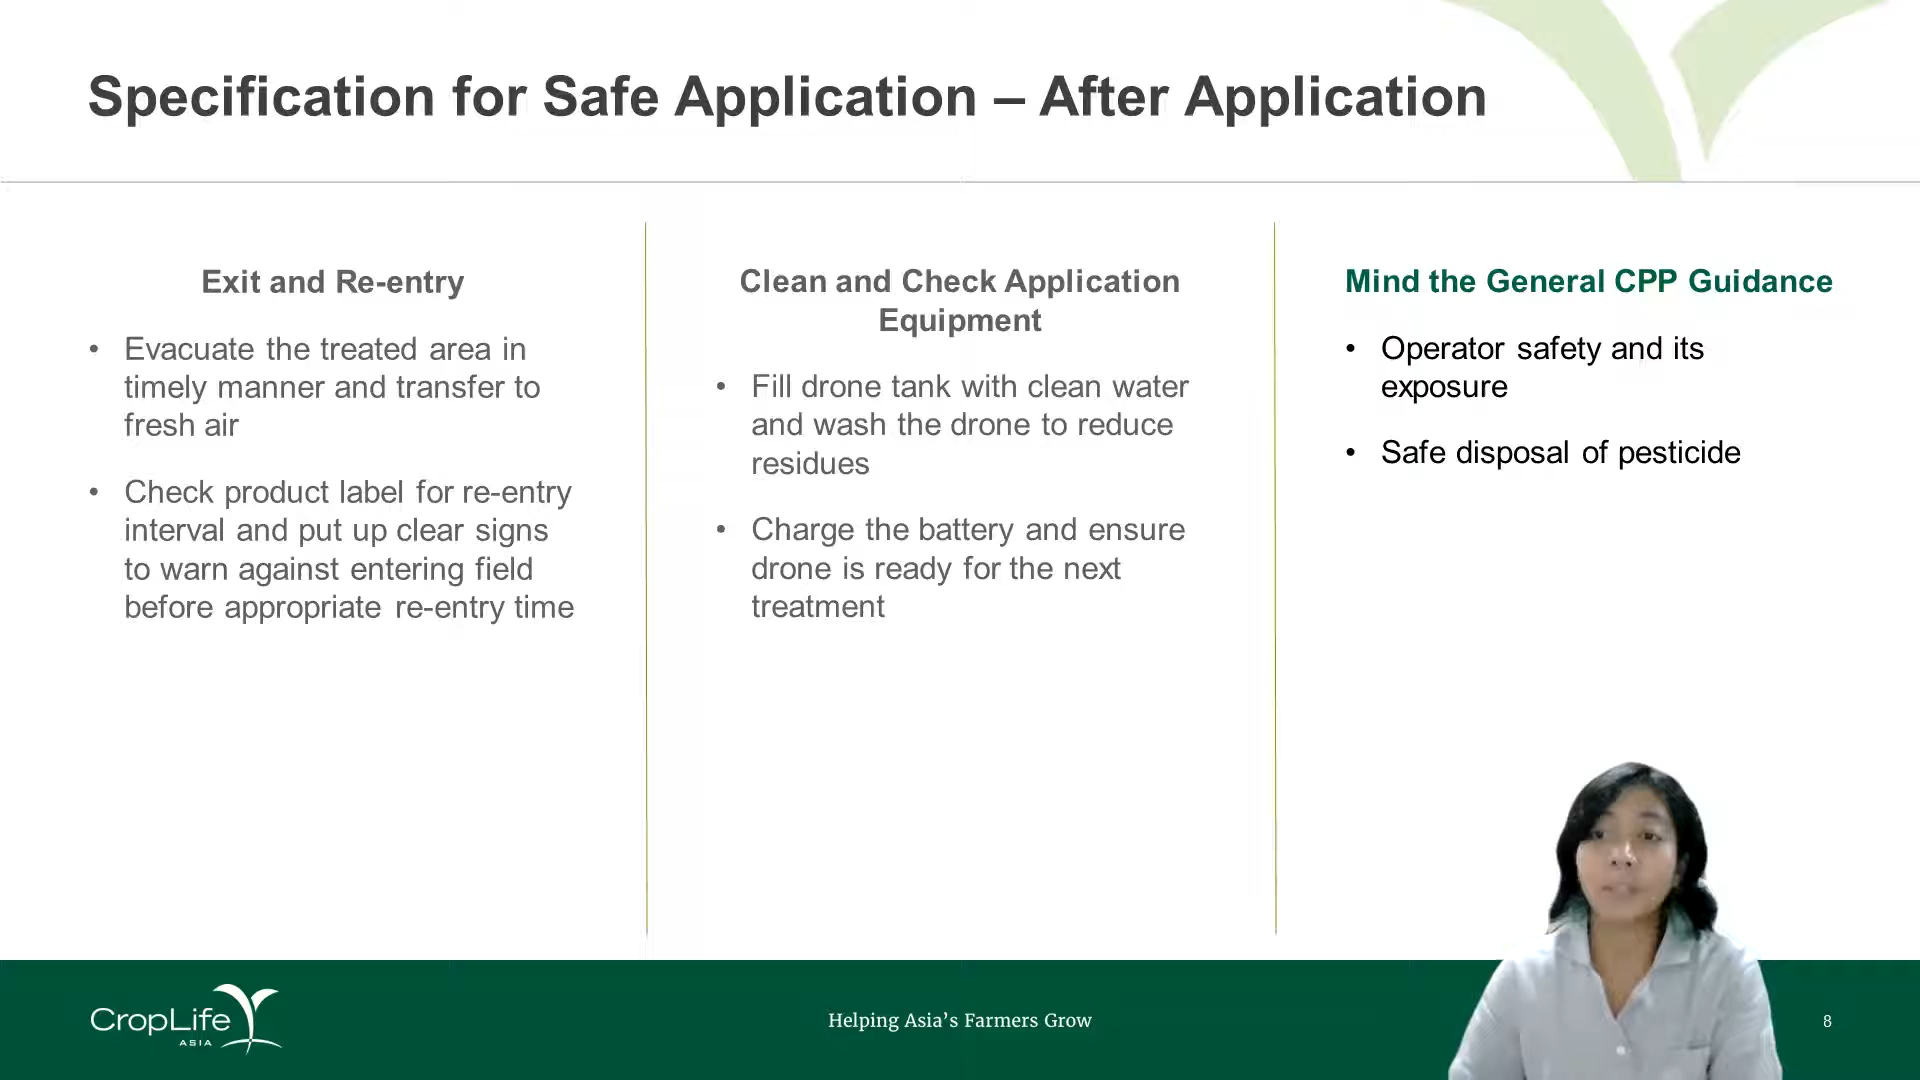 Specification for Safe Application – After Application
Exit and Re-entry
• Evacuate the treated area in
timely manner and transfer to
fresh air
• Check product label for re-entry
interval and put up clear signs
to warn against entering field
before appropriate re-entry time
Clean and Check Application
Equipment
• Fill drone tank with clean water
and wash the drone to reduce
residues
• Charge the battery and ensure
drone is ready for the next
treatment
Mind the General CPP Guidance
• Operator safety and its
exposure
• Safe disposal of pesticide
CropLife
ASIA
Helping Asia's Farmers Grow
8